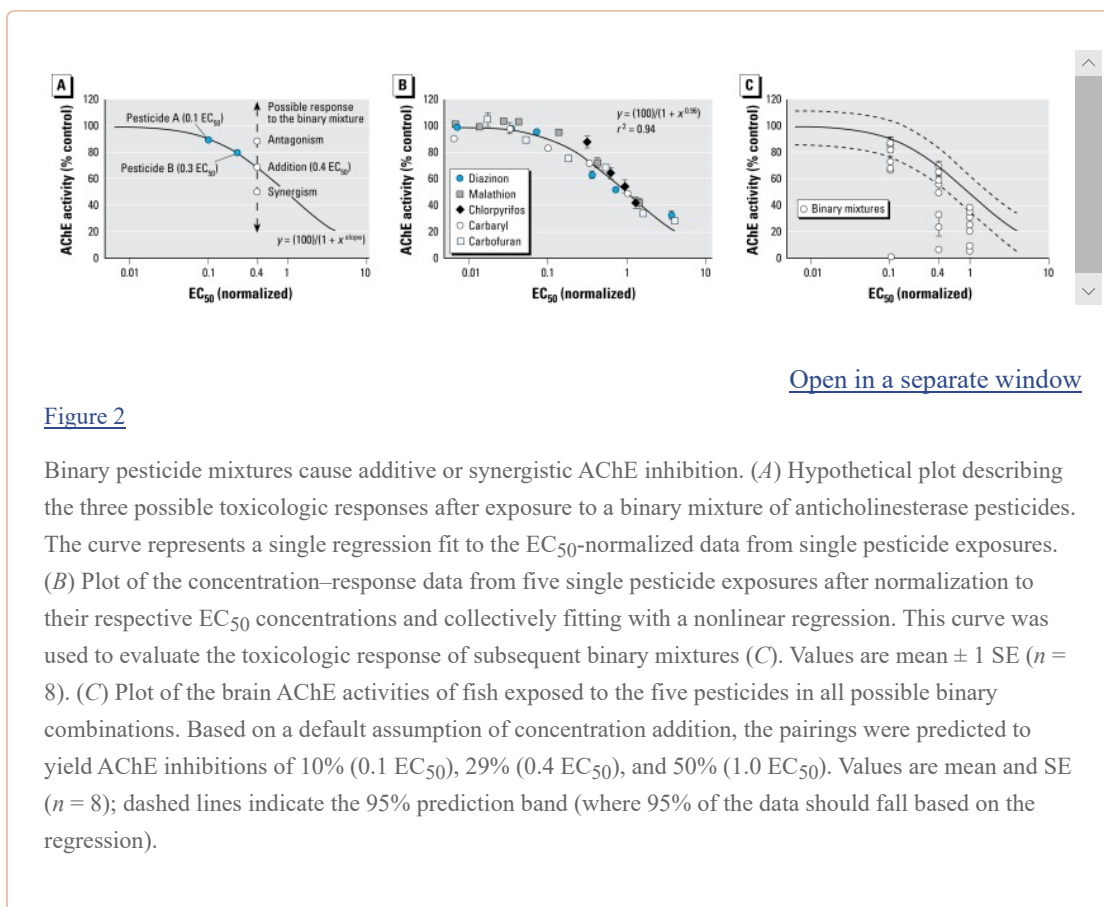 A
120
100
80
60
40
20
0
AChE activity (% control)
Pesticide A (0.1 EC50)
Pesticide B (0.3 EC50)
Possible response
to the binary mixture
Antagonism
Addition (0.4 EC50)
Synergism
y = (100)/(1 + x^slope)
0.01 0.1 0.4 1 10
EC50 (normalized)
B
120
100
80
60
40
20
0
AChE activity (% control)
y = (100)/(1 + x^0.96)
r² = 0.94
Diazinon
Malathion
Chlorpyrifos
Carbaryl
Carbofuran
0.01 0.1 1 10
EC50 (normalized)
C
120
100
80
60
40
20
0
AChE activity (% control)
Binary mixtures
0.01 0.1 0.4 1 10
EC50 (normalized)
Open in a separate window
Figure 2
Binary pesticide mixtures cause additive or synergistic AChE inhibition. (A) Hypothetical plot describing
the three possible toxicologic responses after exposure to a binary mixture of anticholinesterase pesticides.
The curve represents a single regression fit to the EC50-normalized data from single pesticide exposures.
(B) Plot of the concentration–response data from five single pesticide exposures after normalization to
their respective EC50 concentrations and collectively fitting with a nonlinear regression. This curve was
used to evaluate the toxicologic response of subsequent binary mixtures (C). Values are mean ± 1 SE (n =
8). (C) Plot of the brain AChE activities of fish exposed to the five pesticides in all possible binary
combinations. Based on a default assumption of concentration addition, the pairings were predicted to
yield AChE inhibitions of 10% (0.1 EC50), 29% (0.4 EC50), and 50% (1.0 EC50). Values are mean and SE
(n = 8); dashed lines indicate the 95% prediction band (where 95% of the data should fall based on the
regression).